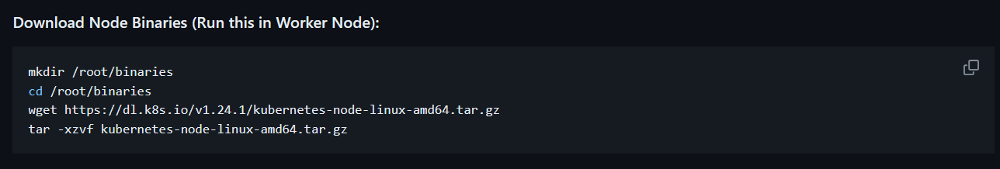 Download Node Binaries (Run this in Worker Node):
mkdir /root/binaries
cd /root/binaries
wget https://dl.k8s.io/v1.24.1/kubernetes-node-linux-amd64.tar.gz
tar -xzvf kubernetes-node-linux-amd64.tar.gz